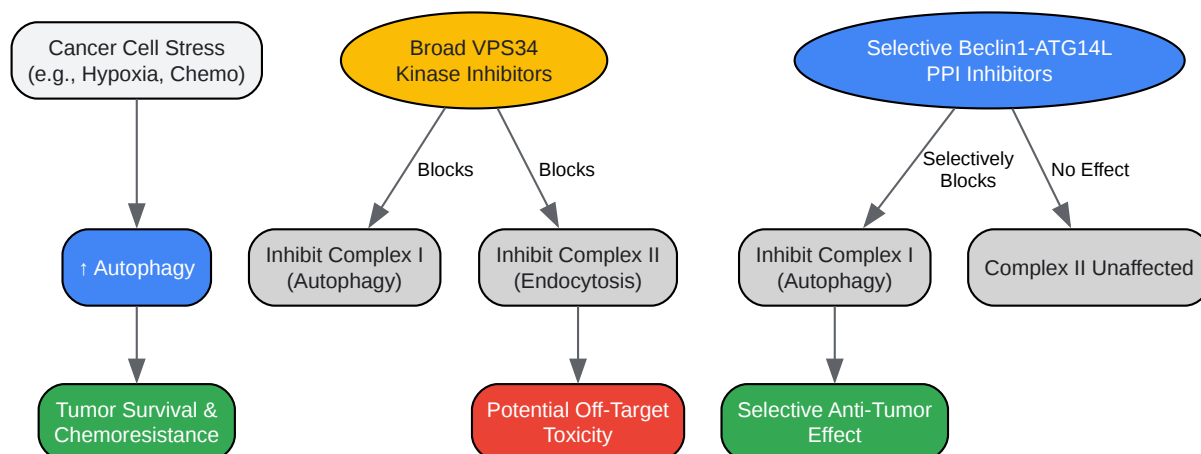 Cancer Cell Stress
(e.g., Hypoxia, Chemo)
Broad VPS34
Kinase Inhibitors
Selective Beclin1-ATG14L
PPI Inhibitors
Blocks
Blocks
Selectively
Blocks
No Effect
↑ Autophagy
Inhibit Complex I
(Autophagy)
Inhibit Complex II
(Endocytosis)
Inhibit Complex I
(Autophagy)
Complex II Unaffected
Tumor Survival &
Chemoresistance
Potential Off-Target
Toxicity
Selective Anti-Tumor
Effect